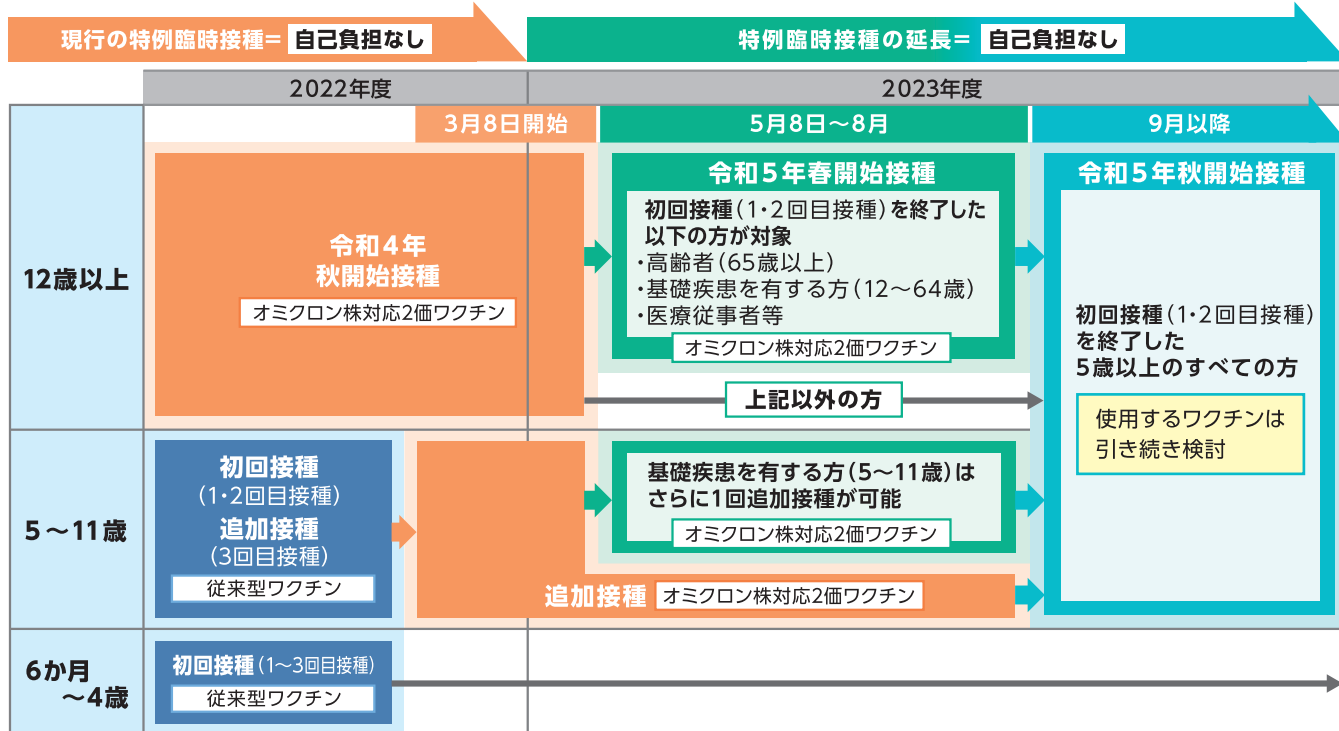 現行の特例臨時接種= 自己負担なし
特例臨時接種の延長= 自己負担なし
2022年度
2023年度
3月8日開始
5月8日〜8月
9月以降
12歳以上
令和4年
秋開始接種
オミクロン株対応2価ワクチン
令和5年春開始接種
初回接種(1・2回目接種)を終了した
以下の方が対象
・高齢者(65歳以上)
・基礎疾患を有する方(12〜64歳)
・医療従事者等
オミクロン株対応2価ワクチン
上記以外の方
令和5年秋開始接種
初回接種(1・2回目接種)
を終了した
5歳以上のすべての方
使用するワクチンは
引き続き検討
5〜11歳
初回接種
(1・2回目接種)
追加接種
(3回目接種)
従来型ワクチン
基礎疾患を有する方(5〜11歳)は
さらに1回追加接種が可能
オミクロン株対応2価ワクチン
追加接種 オミクロン株対応2価ワクチン
6か月
〜4歳
初回接種(1〜3回目接種)
従来型ワクチン